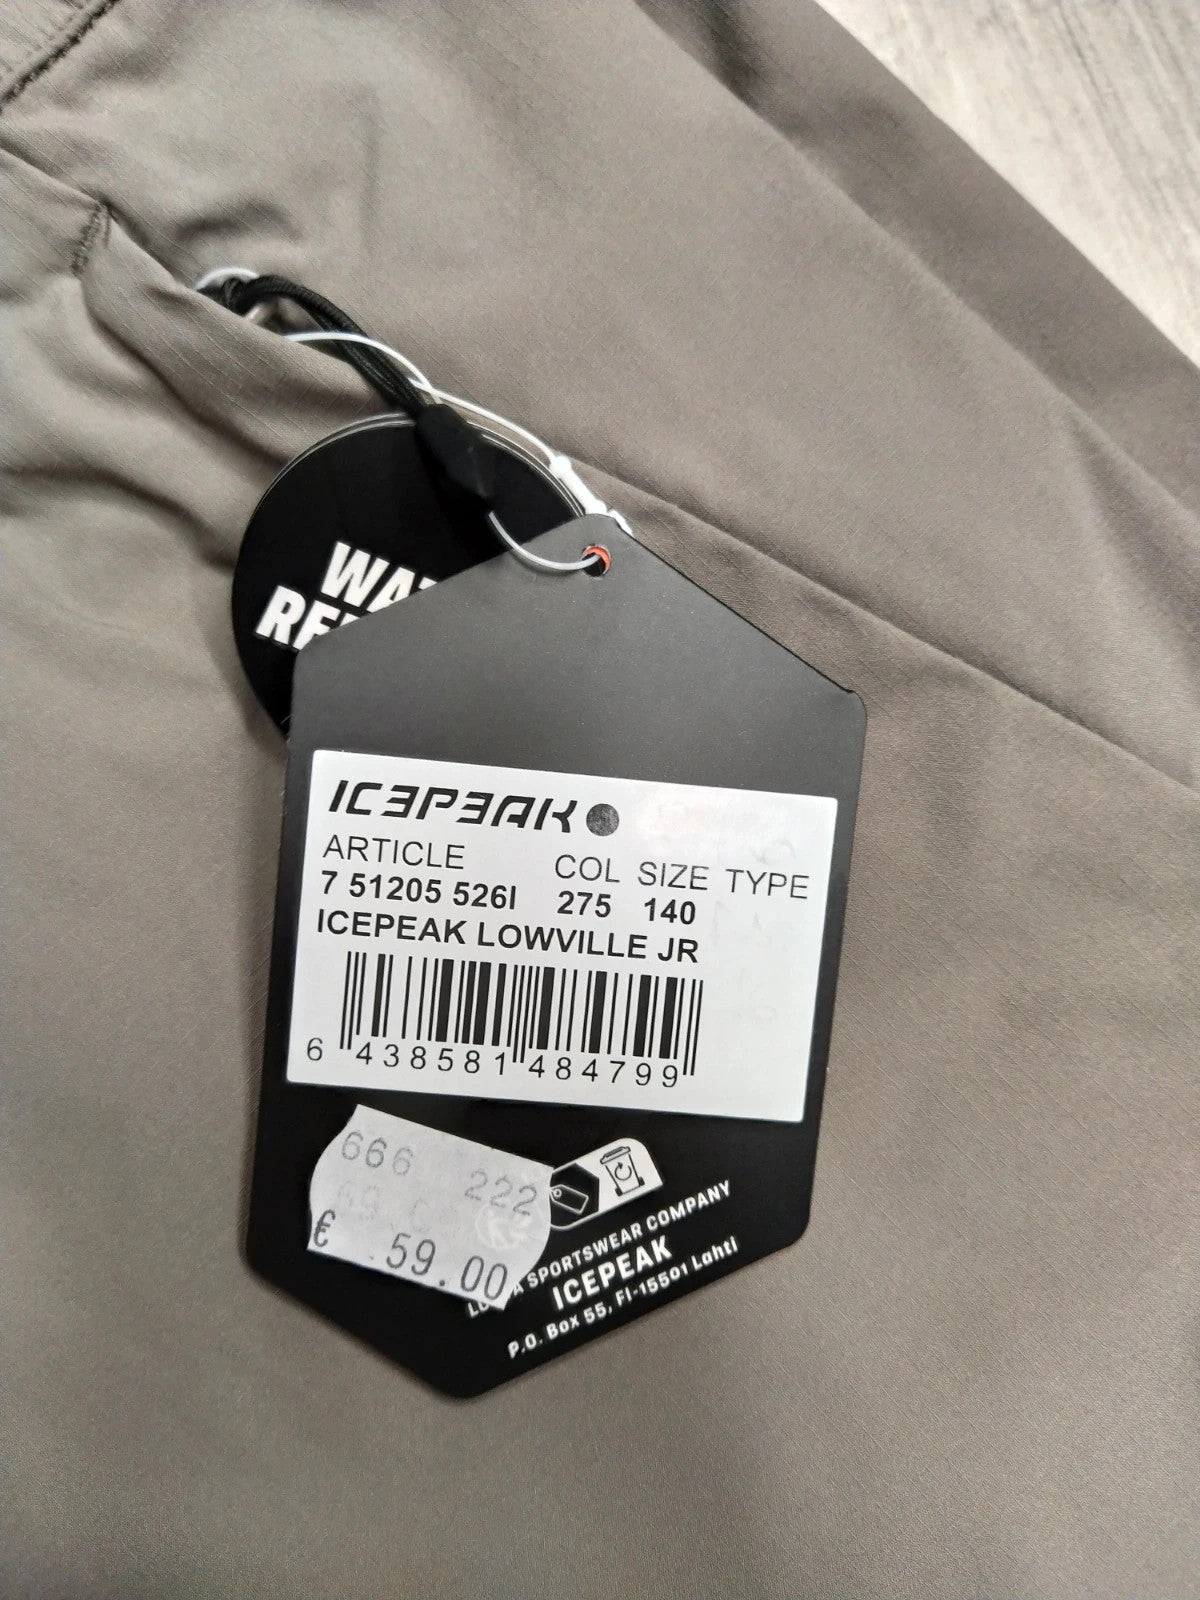 ICEPEAK
ARTICLE COL SIZE TYPE
7 51205 526I 275 140
ICEPEAK LOWVILLE JR
6 438581 484799
666 222
€ 59.00
SPORTSWEAR COMPANY
ICEPEAK
P.O. Box 55, FI-15501 Lahti